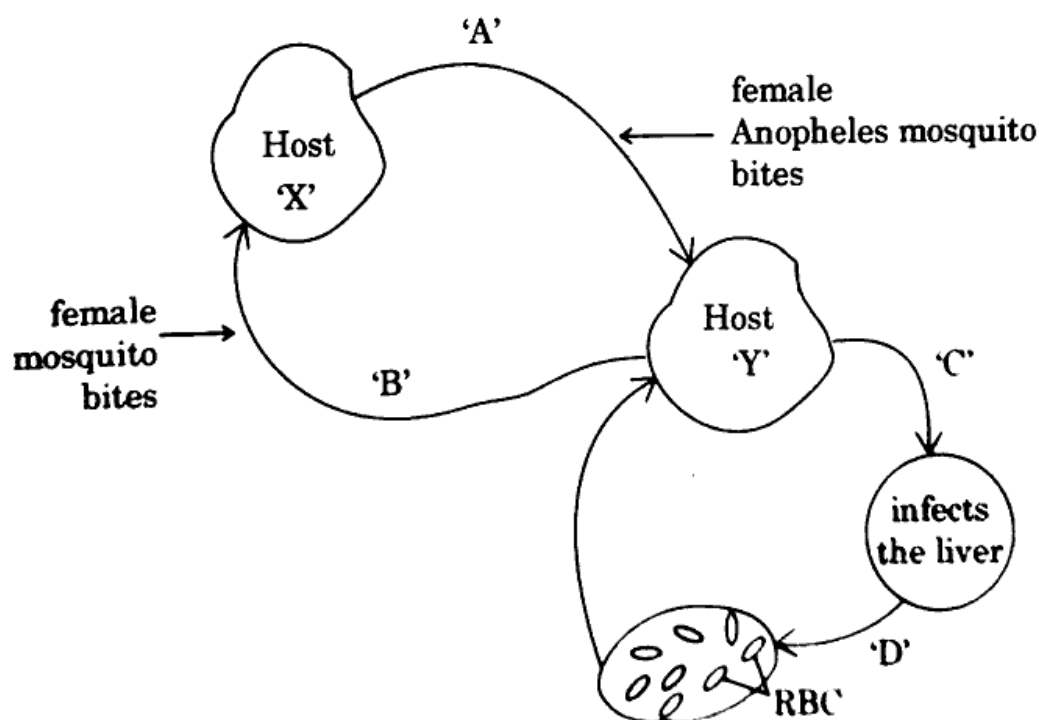 'A'
female
Anopheles mosquito
bites
Host
'X'
female
mosquito
bites
Host
'Y'
'B'
'C'
infects
the liver
'D'
RBC